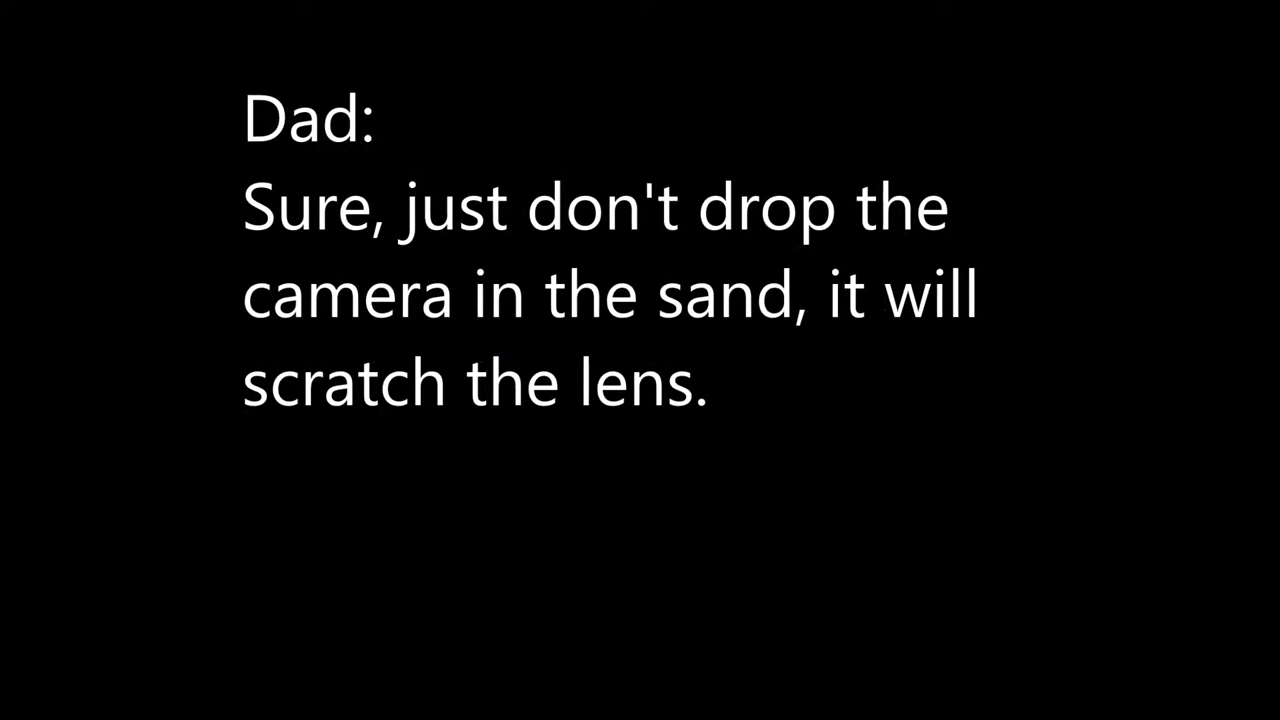 Dad:
Sure, just don't drop the
camera in the sand, it will
scratch the lens.